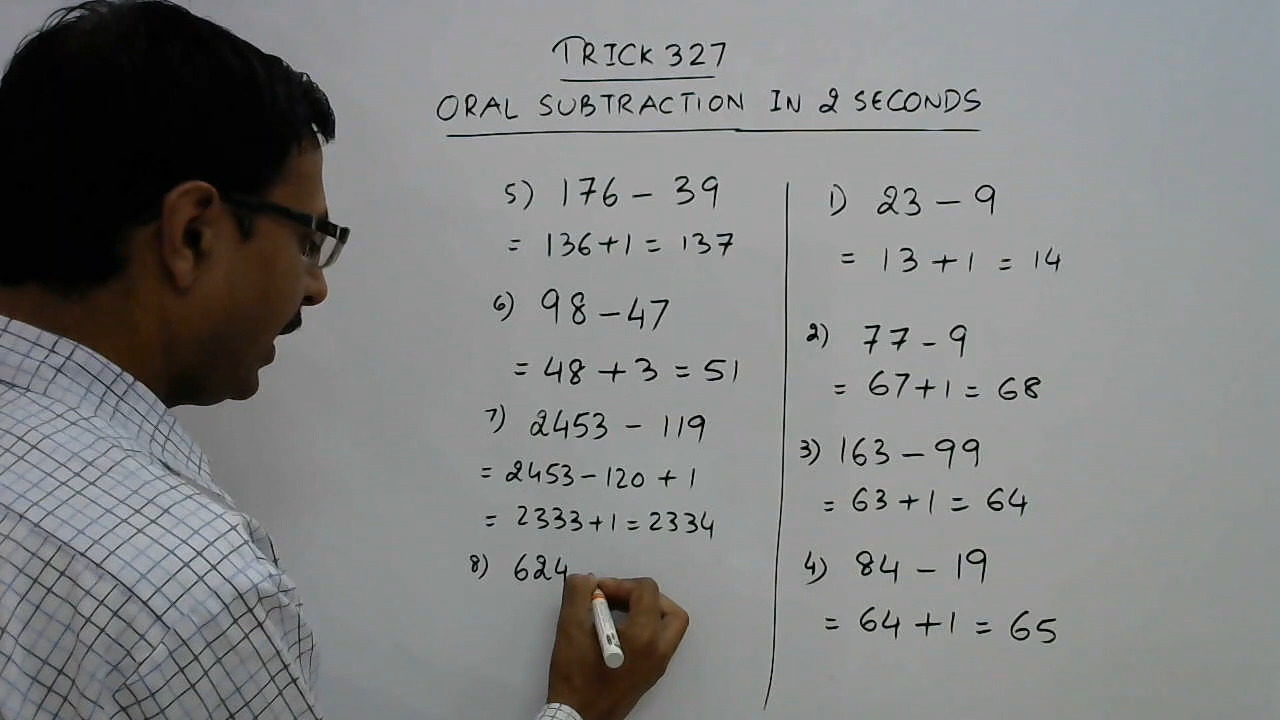 TRICK 327
ORAL SUBTRACTION IN 2 SECONDS
1) 23 - 9
= 13 + 1 = 14
2) 77 - 9
= 67 + 1 = 68
3) 163 - 99
= 63 + 1 = 64
4) 84 - 19
= 64 + 1 = 65
5) 176 - 39
= 136 + 1 = 137
6) 98 - 47
= 48 + 3 = 51
7) 2453 - 119
= 2453 - 120 + 1
= 2333 + 1 = 2334
8) 624